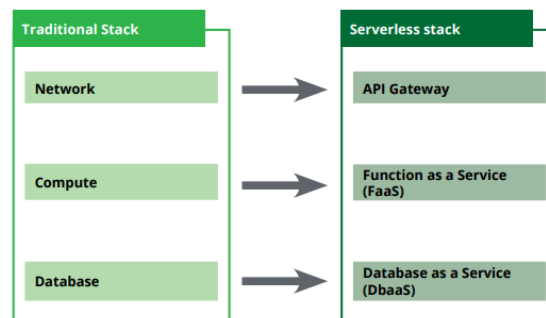 Traditional Stack
Serverless stack
Network
API Gateway
Compute
Function as a Service
(FaaS)
Database
Database as a Service
(DbaaS)